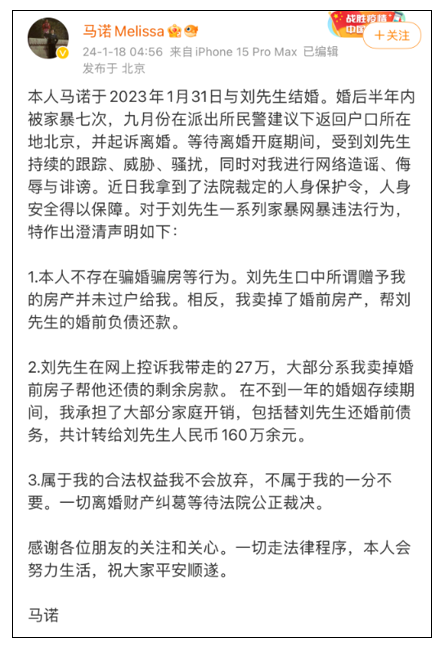 马诺Melissa
24-1-18 04:56 来自iPhone 15 Pro Max 已编辑
发布于 北京
战胜疫情
+关注
本人马诺于2023年1月31日与刘先生结婚。婚后半年内
被家暴七次，九月份在派出所民警建议下返回户口所在
地北京，并起诉离婚。等待离婚开庭期间，受到刘先生
持续的跟踪、威胁、骚扰，同时对我进行网络造谣、侮
辱与诽谤。近日我拿到了法院裁定的人身保护令，人身
安全得以保障。对于刘先生一系列家暴网暴违法行为，
特作出澄清声明如下：
1.本人不存在骗婚骗房等行为。刘先生口中所谓赠予我
的房产并未过户给我。相反，我卖掉了婚前房产，帮刘
先生的婚前负债还款。
2.刘先生在网上控诉我带走的27万，大部分系我卖掉婚
前房子帮他还债的剩余房款。 在不到一年的婚姻存续期
间，我承担了大部分家庭开销，包括替刘先生还婚前债
务，共计转给刘先生人民币160万余元。
3.属于我的合法权益我不会放弃，不属于我的一分不
要。一切离婚财产纠葛等待法院公正裁决。
感谢各位朋友的关注和关心。一切走法律程序，本人会
努力生活，祝大家平安顺遂。
马诺